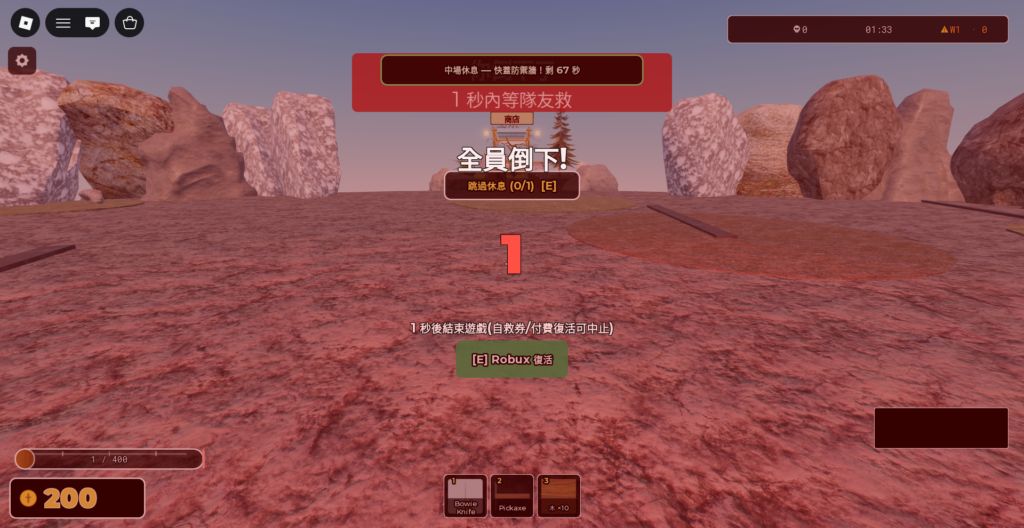 0
01:33
W1 · 0
中場休息 — 快蓋防禦牆！剩 67 秒
1 秒內等隊友救
商店
全員倒下!
跳過休息 (0/1) [E]
1
1 秒後結束遊戲(自救券/付費復活可中止)
[E] Robux 復活
1 / 400
200
1
Bowie
Knife
2
Pickaxe
3
木 ×10